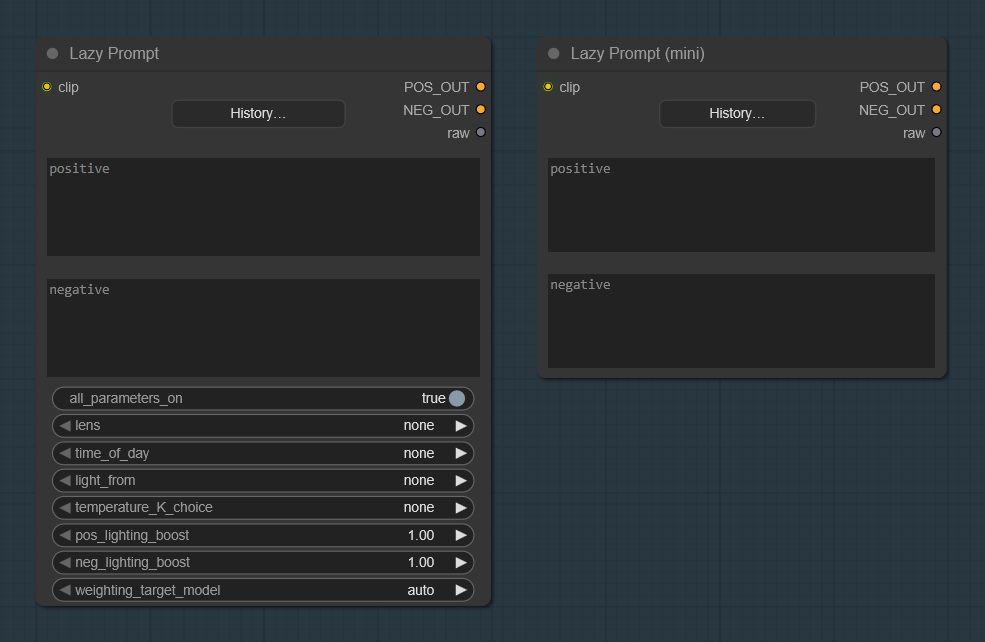 Lazy Prompt
clip
POS_OUT
History…
NEG_OUT
raw
positive
negative
all_parameters_on true
lens none
time_of_day none
light_from none
temperature_K_choice none
pos_lighting_boost 1.00
neg_lighting_boost 1.00
weighting_target_model auto
Lazy Prompt (mini)
clip
POS_OUT
History…
NEG_OUT
raw
positive
negative